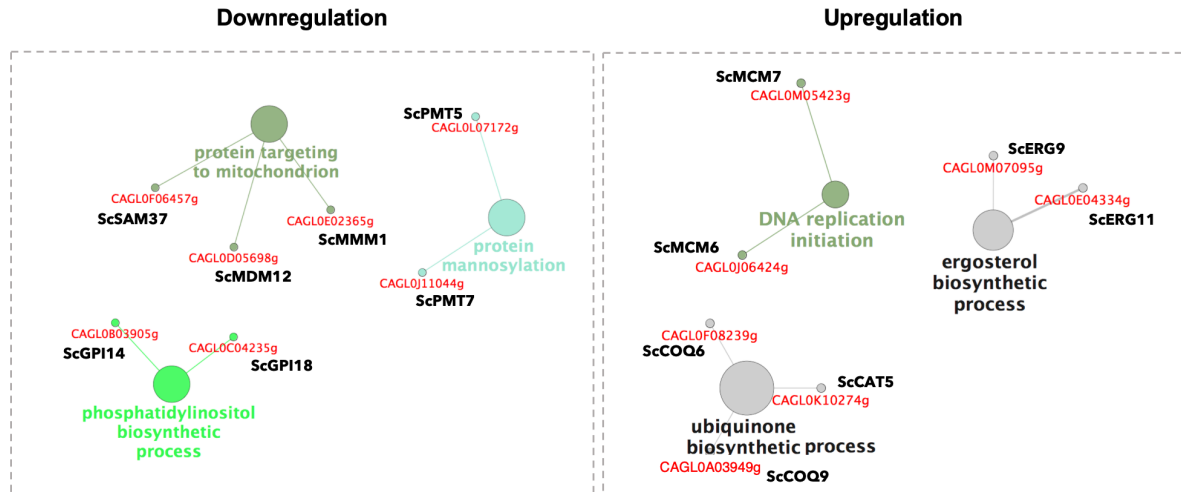 Downregulation
protein targeting
to mitochondrion
CAGL0F06457g
ScSAM37
CAGL0E02365g
ScMMM1
CAGL0D05698g
ScMDM12
ScPMT5
CAGL0L07172g
protein
mannosylation
CAGL0J11044g
ScPMT7
CAGL0B03905g
ScGPI14
CAGL0C04235g
ScGPI18
phosphatidylinositol
biosynthetic
process
Upregulation
ScMCM7
CAGL0M05423g
DNA replication
initiation
ScMCM6
CAGL0J06424g
ScERG9
CAGL0M07095g
CAGL0E04334g
ScERG11
ergosterol
biosynthetic
process
CAGL0F08239g
ScCOQ6
ScCAT5
CAGL0K10274g
ubiquinone
biosynthetic process
CAGL0A03949g
ScCOQ9